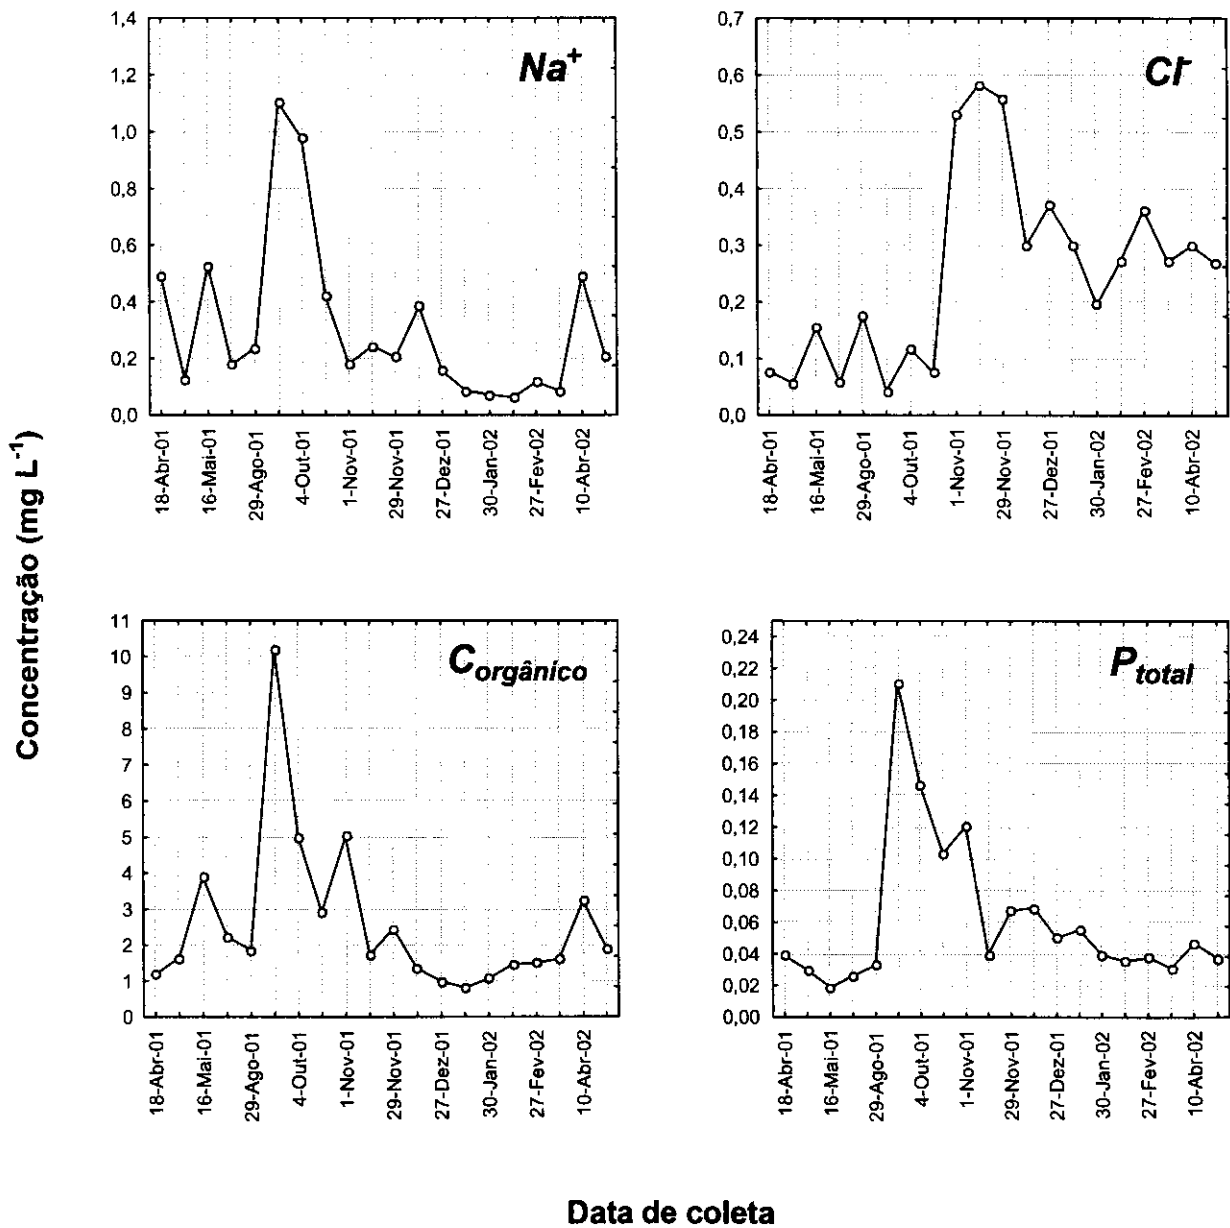 Concentração (mg L⁻¹)
Na⁺
1,4
1,2
1,0
0,8
0,6
0,4
0,2
0,0
18-Abr-01
16-Mai-01
29-Ago-01
4-Out-01
1-Nov-01
29-Nov-01
27-Dez-01
30-Jan-02
27-Fev-02
10-Abr-02
Cl⁻
0,7
0,6
0,5
0,4
0,3
0,2
0,1
0,0
18-Abr-01
16-Mai-01
29-Ago-01
4-Out-01
1-Nov-01
29-Nov-01
27-Dez-01
30-Jan-02
27-Fev-02
10-Abr-02
C orgânico
11
10
9
8
7
6
5
4
3
2
1
0
18-Abr-01
16-Mai-01
29-Ago-01
4-Out-01
1-Nov-01
29-Nov-01
27-Dez-01
30-Jan-02
27-Fev-02
10-Abr-02
P total
0,24
0,22
0,20
0,18
0,16
0,14
0,12
0,10
0,08
0,06
0,04
0,02
0,00
18-Abr-01
16-Mai-01
29-Ago-01
4-Out-01
1-Nov-01
29-Nov-01
27-Dez-01
30-Jan-02
27-Fev-02
10-Abr-02
Data de coleta